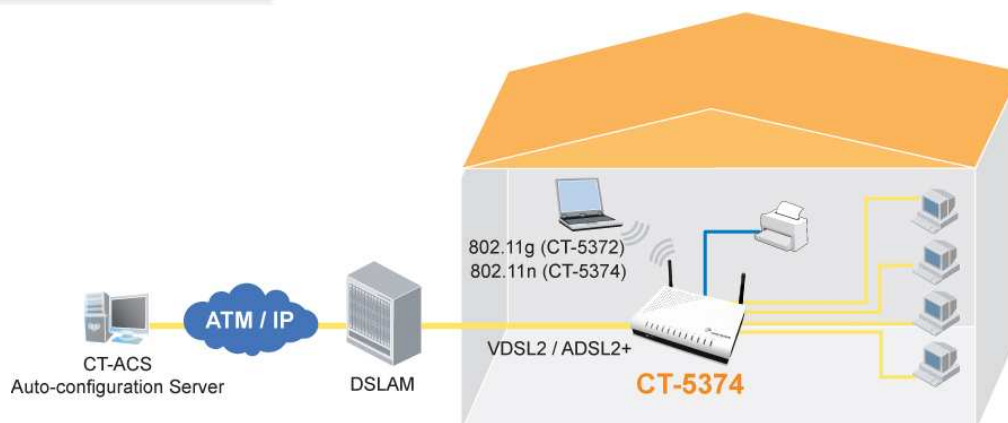 802.11g (CT-5372)
802.11n (CT-5374)
ATM / IP
VDSL2 / ADSL2+
CT-ACS
Auto-configuration Server
DSLAM
CT-5374